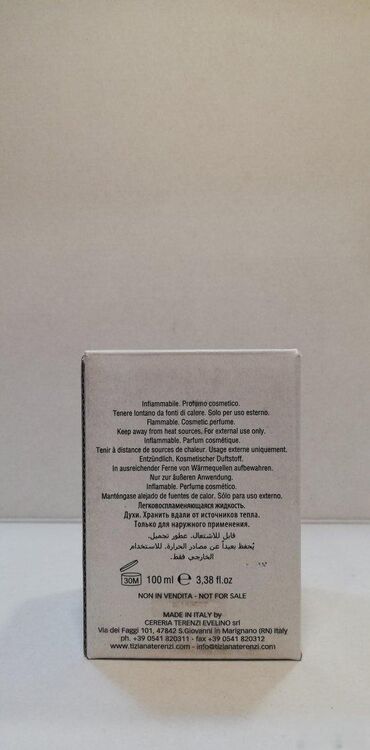 Infiammabile. Profumo cosmetico.
Tenere lontano da fonti di calore. Solo per uso esterno.
Flammable. Cosmetic perfume.
Keep away from heat sources. For external use only.
Inflammable. Parfum cosmétique.
Tenir à distance de sources de chaleur. Usage externe uniquement.
Entzündlich. Kosmetischer Duftstoff.
In ausreichender Ferne von Wärmequellen aufbewahren.
Nur zur äußeren Anwendung.
Inflamable. Perfume cosmético.
Manténgase alejado de fuentes de calor. Sólo para uso externo.
Легковоспламеняющаяся жидкость.
Духи. Хранить вдали от источников тепла.
Только для наружного применения.
قابل للاشتعال. عطور تجميل.
يُحفظ بعيداً عن مصادر الحرارة. للاستخدام
الخارجي فقط.
30M 100 ml e 3,38 fl.oz
NON IN VENDITA - NOT FOR SALE
MADE IN ITALY by
CERERIA TERENZI EVELINO srl
Via dei Faggi 101, 47842 S.Giovanni in Marignano (RN) Italy
ph. +39 0541 820311 - fax +39 0541 820312
www.tizianaterenzi.com - info@tizianaterenzi.com